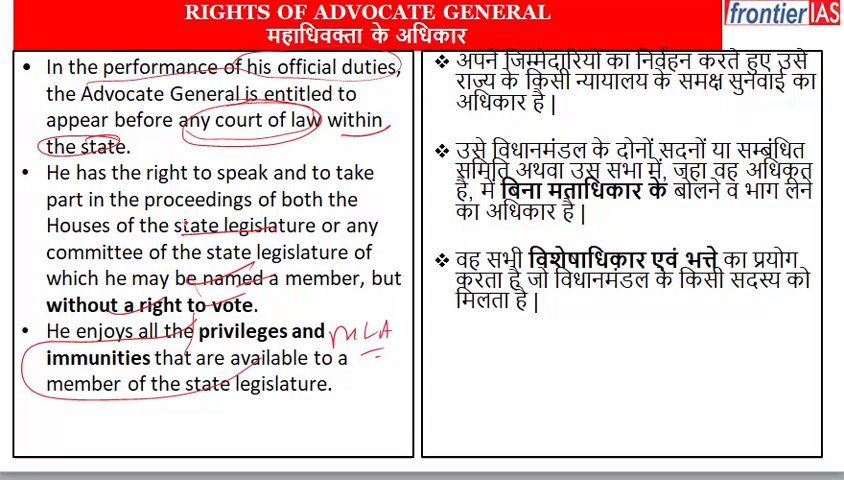 RIGHTS OF ADVOCATE GENERAL
महाधिवक्ता के अधिकार
frontierIAS
• In the performance of his official duties,
the Advocate General is entitled to
appear before any court of law within
the state.
• He has the right to speak and to take
part in the proceedings of both the
Houses of the state legislature or any
committee of the state legislature of
which he may be named a member, but
without a right to vote.
• He enjoys all the privileges and
immunities that are available to a
member of the state legislature.
MLA
❖ अपने जिम्मेदारियों का निर्वहन करते हुए उसे
राज्य के किसी न्यायालय के समक्ष सुनवाई का
अधिकार है |
❖ उसे विधानमंडल के दोनों सदनों या सम्बंधित
समिति अथवा उस सभा में, जहा वह अधिकृत
है, में बिना मताधिकार के बोलने व भाग लेने
का अधिकार है |
❖ वह सभी विशेषाधिकार एवं भत्ते का प्रयोग
करता है जो विधानमंडल के किसी सदस्य को
मिलता है |